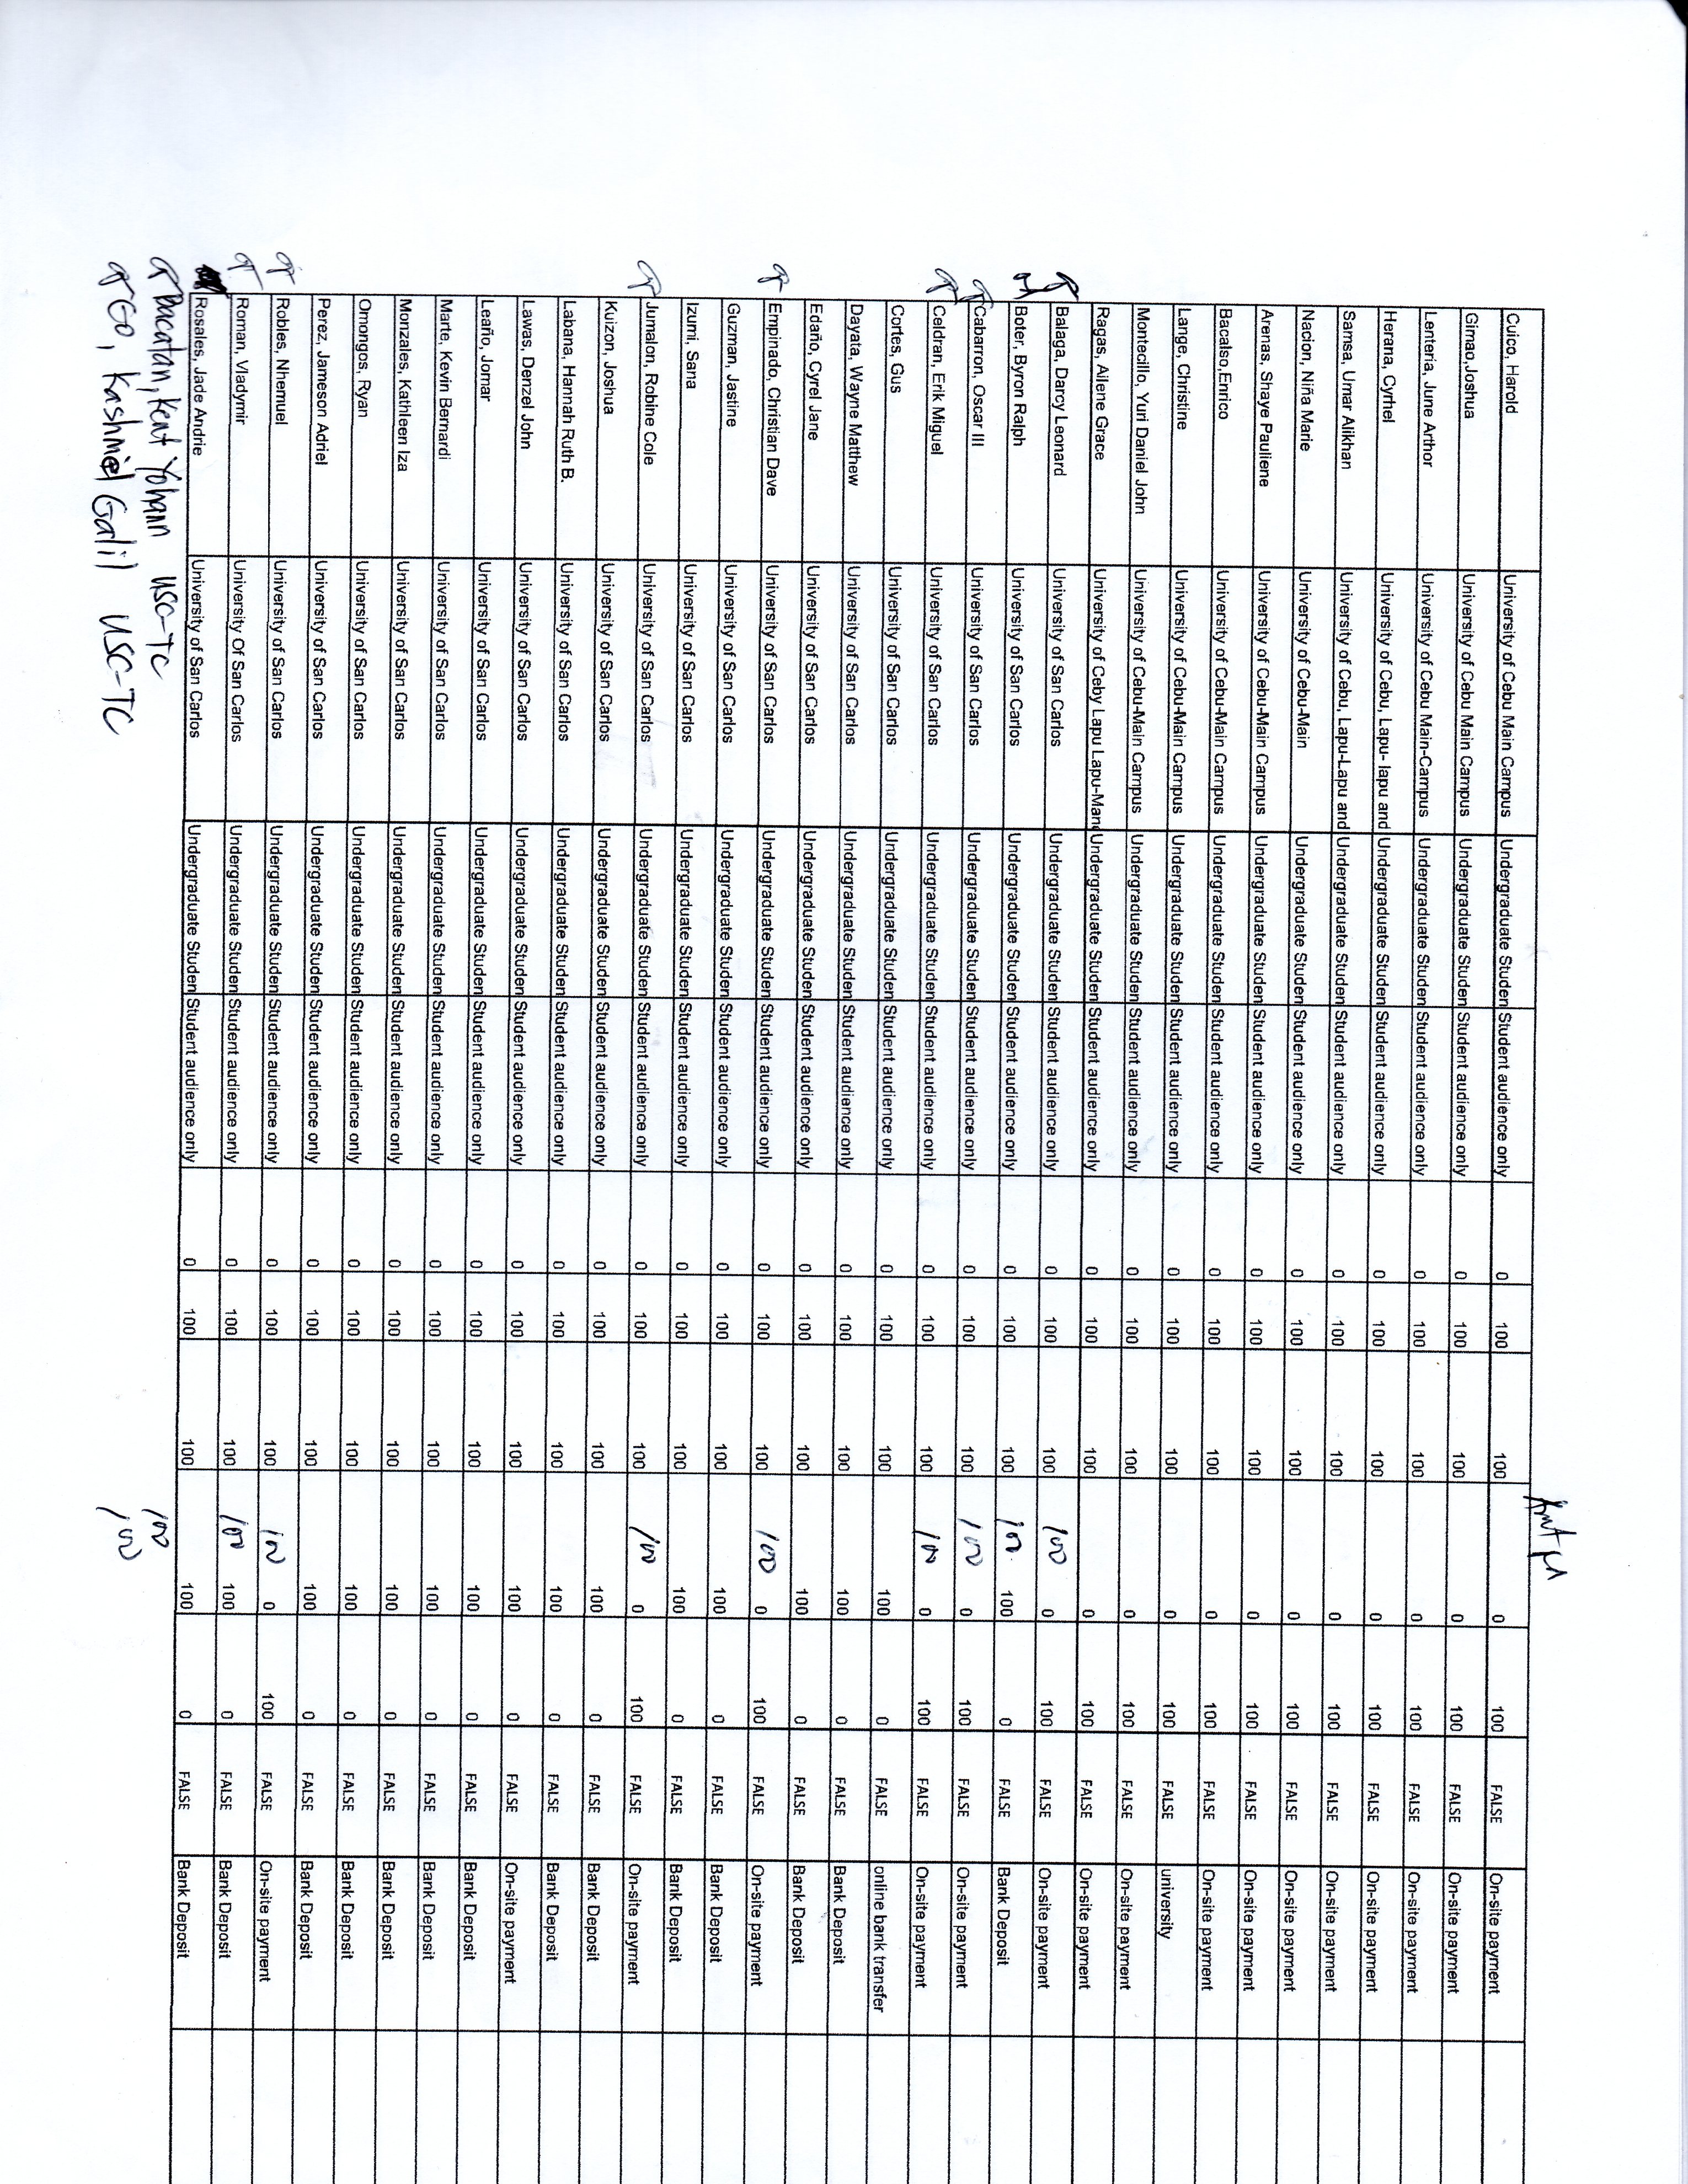 Amt pd
Cuico, Harold University of Cebu Main Campus Undergraduate Studen Student audience only 0 100 100 0 100 FALSE On-site payment
Gimao,Joshua University of Cebu Main Campus Undergraduate Studen Student audience only 0 100 100 0 100 FALSE On-site payment
Lenteria, June Arthor University of Cebu Main-Campus Undergraduate Studen Student audience only 0 100 100 0 100 FALSE On-site payment
Herana, Cyrhel University of Cebu, Lapu- lapu and Undergraduate Studen Student audience only 0 100 100 0 100 FALSE On-site payment
Samsa, Umar Alikhan University of Cebu, Lapu-Lapu and Undergraduate Studen Student audience only 0 100 100 0 100 FALSE On-site payment
Nacion, Niña Marie University of Cebu-Main Undergraduate Studen Student audience only 0 100 100 0 100 FALSE On-site payment
Arenas, Shaye Pauliene University of Cebu-Main Campus Undergraduate Studen Student audience only 0 100 100 0 100 FALSE On-site payment
Bacalso,Enrico University of Cebu-Main Campus Undergraduate Studen Student audience only 0 100 100 0 100 FALSE On-site payment
Lange, Christine University of Cebu-Main Campus Undergraduate Studen Student audience only 0 100 100 0 100 FALSE university
Montecillo, Yuri Daniel John University of Cebu-Main Campus Undergraduate Studen Student audience only 0 100 100 0 100 FALSE On-site payment
Ragas, Ailene Grace University of Ceby Lapu Lapu-Mand Undergraduate Studen Student audience only 0 100 100 0 100 FALSE On-site payment
Balaga, Darcy Leonard University of San Carlos Undergraduate Studen Student audience only 0 100 100 100 0 100 FALSE On-site payment
Boter, Byron Ralph University of San Carlos Undergraduate Studen Student audience only 0 100 100 100 100 0 FALSE Bank Deposit
Cabarron, Oscar III University of San Carlos Undergraduate Studen Student audience only 0 100 100 100 0 100 FALSE On-site payment
Celdran, Erik Miguel University of San Carlos Undergraduate Studen Student audience only 0 100 100 100 0 100 FALSE On-site payment
Cortes, Gus University of San Carlos Undergraduate Studen Student audience only 0 100 100 100 0 FALSE online bank transfer
Dayata, Wayne Matthew University of San Carlos Undergraduate Studen Student audience only 0 100 100 100 0 FALSE Bank Deposit
Edaño, Cyrel Jane University of San Carlos Undergraduate Studen Student audience only 0 100 100 100 0 FALSE Bank Deposit
Empinado, Christian Dave University of San Carlos Undergraduate Studen Student audience only 0 100 100 100 0 100 FALSE On-site payment
Guzman, Jastine University of San Carlos Undergraduate Studen Student audience only 0 100 100 100 0 FALSE Bank Deposit
Izumi, Sana University of San Carlos Undergraduate Studen Student audience only 0 100 100 100 0 FALSE Bank Deposit
Jumalon, Robine Cole University of San Carlos Undergraduate Studen Student audience only 0 100 100 100 0 100 FALSE On-site payment
Kuizon, Joshua University of San Carlos Undergraduate Studen Student audience only 0 100 100 100 0 FALSE Bank Deposit
Labana, Hannah Ruth B. University of San Carlos Undergraduate Studen Student audience only 0 100 100 100 0 FALSE Bank Deposit
Lawas, Denzel John University of San Carlos Undergraduate Studen Student audience only 0 100 100 100 0 FALSE On-site payment
Leaño, Jomar University of San Carlos Undergraduate Studen Student audience only 0 100 100 100 0 FALSE Bank Deposit
Marte, Kevin Bernardi University of San Carlos Undergraduate Studen Student audience only 0 100 100 100 0 FALSE Bank Deposit
Monzales, Kathleen Iza University of San Carlos Undergraduate Studen Student audience only 0 100 100 100 0 FALSE Bank Deposit
Omongos, Ryan University of San Carlos Undergraduate Studen Student audience only 0 100 100 100 0 FALSE Bank Deposit
Perez, Jameson Adriel University of San Carlos Undergraduate Studen Student audience only 0 100 100 100 0 FALSE Bank Deposit
Robles, Nhemuel University of San Carlos Undergraduate Studen Student audience only 0 100 100 100 0 100 FALSE On-site payment
Roman, Vladymir University Of San Carlos Undergraduate Studen Student audience only 0 100 100 100 100 0 FALSE Bank Deposit
Rosales, Jade Andrie University of San Carlos Undergraduate Studen Student audience only 0 100 100 100 0 FALSE Bank Deposit
Bacatan, Kent Yohann USC-TC 100
Go, Kashmiel Galil USC-TC 100